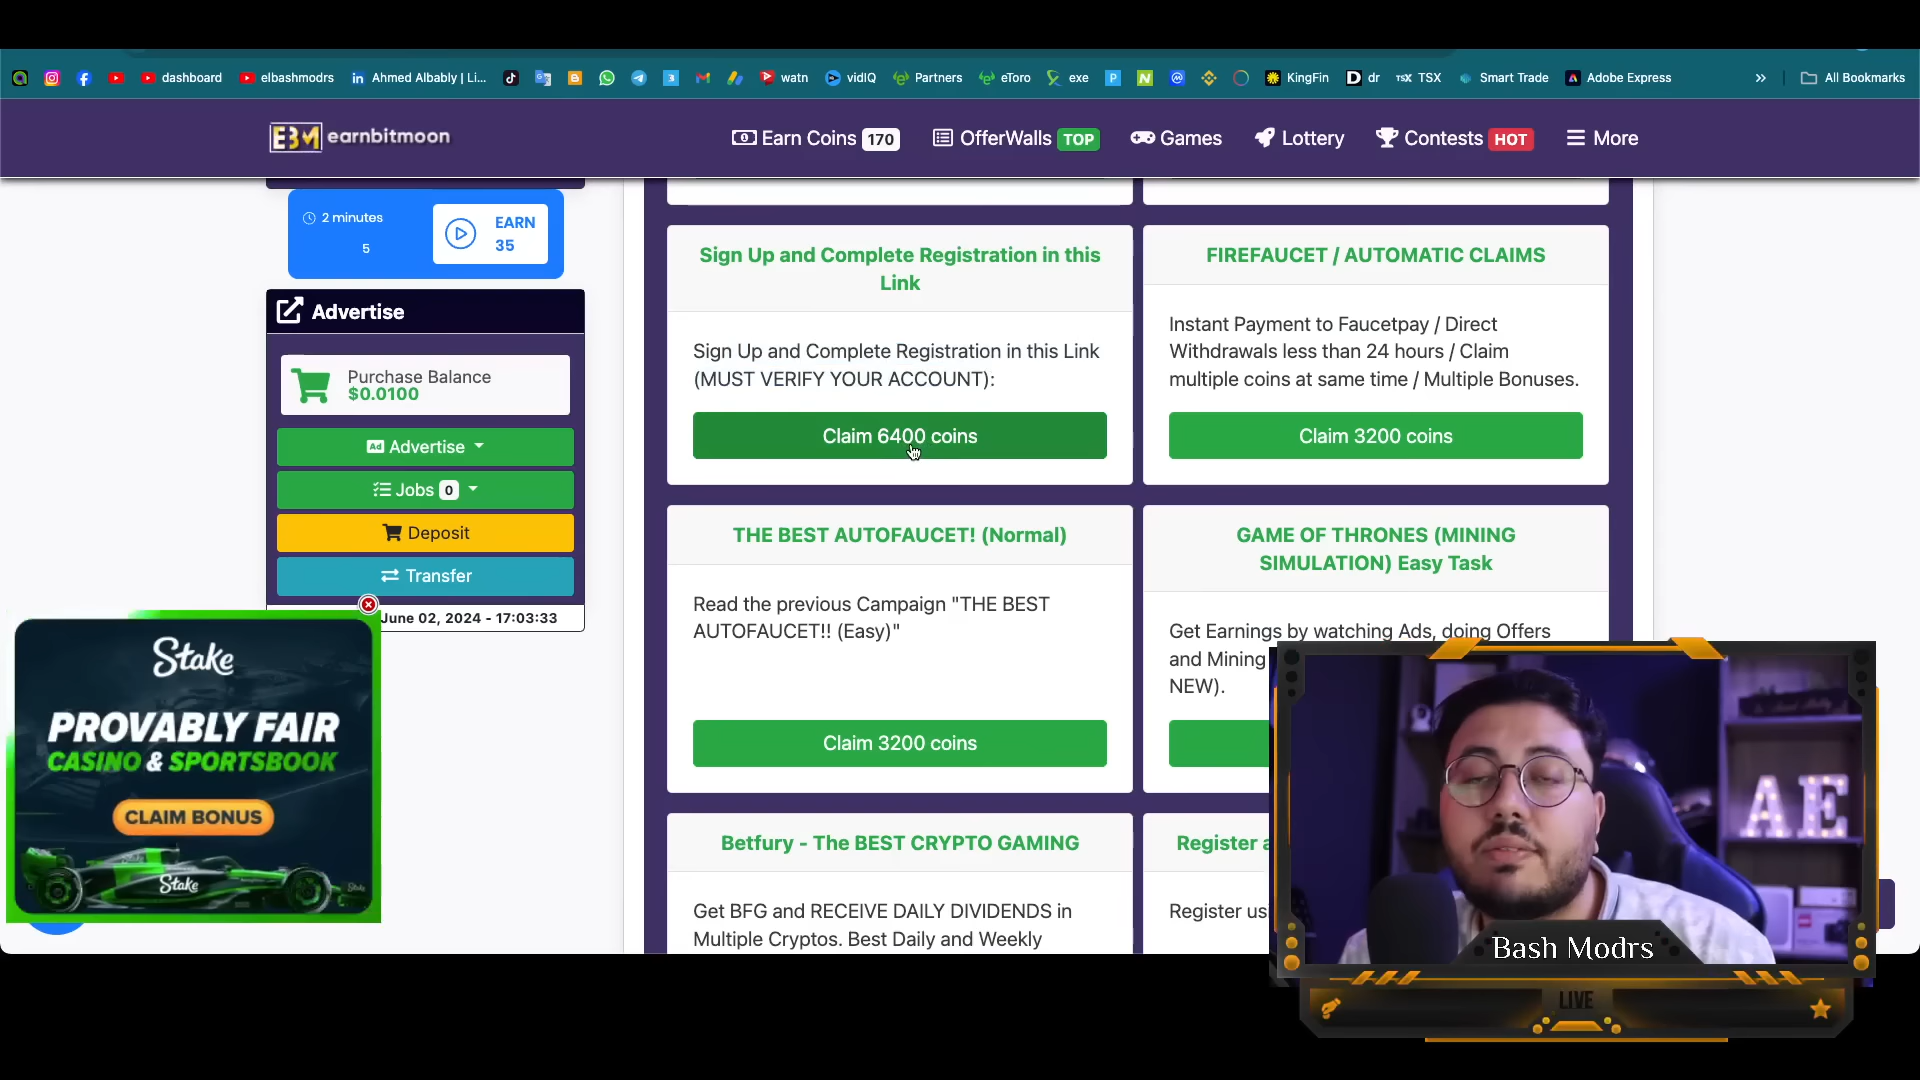 dashboard
elbashmodrs
Ahmed Albably | Li...
watn
vidIQ
Partners
eToro
exe
KingFin
dr
TSX TSX
Smart Trade
Adobe Express
All Bookmarks
EBM earnbitmoon
Earn Coins 170
OfferWalls TOP
Games
Lottery
Contests HOT
More
2 minutes
5
EARN
35
Advertise
Purchase Balance
$0.0100
Ad Advertise
Jobs 0
Deposit
Transfer
June 02, 2024 - 17:03:33
Stake
PROVABLY FAIR
CASINO & SPORTSBOOK
CLAIM BONUS
Stake
Sign Up and Complete Registration in this
Link
Sign Up and Complete Registration in this Link
(MUST VERIFY YOUR ACCOUNT):
Claim 6400 coins
FIREFAUCET / AUTOMATIC CLAIMS
Instant Payment to Faucetpay / Direct
Withdrawals less than 24 hours / Claim
multiple coins at same time / Multiple Bonuses.
Claim 3200 coins
THE BEST AUTOFAUCET! (Normal)
Read the previous Campaign "THE BEST
AUTOFAUCET!! (Easy)"
Claim 3200 coins
GAME OF THRONES (MINING
SIMULATION) Easy Task
Get Earnings by watching Ads, doing Offers
and Mining
NEW).
Betfury - The BEST CRYPTO GAMING
Get BFG and RECEIVE DAILY DIVIDENDS in
Multiple Cryptos. Best Daily and Weekly
Register
Register
AE
Bash Modrs
LIVE